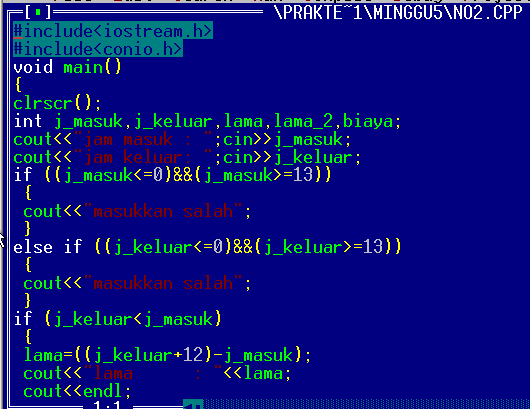 [■] \PRAKTE~1\MINGGU5\NO2.CPP
#include<iostream.h>
#include<conio.h>
void main()
{
clrscr();
int j_masuk,j_keluar,lama,lama_2,biaya;
cout<<"jam masuk : ";cin>>j_masuk;
cout<<"jam keluar: ";cin>>j_keluar;
if ((j_masuk<=0)&&(j_masuk>=13))
{
cout<<"masukkan salah";
}
else if ((j_keluar<=0)&&(j_keluar>=13))
{
cout<<"masukkan salah";
}
if (j_keluar<j_masuk)
{
lama=((j_keluar+12)-j_masuk);
cout<<"lama      : "<<lama;
cout<<endl;
1:1